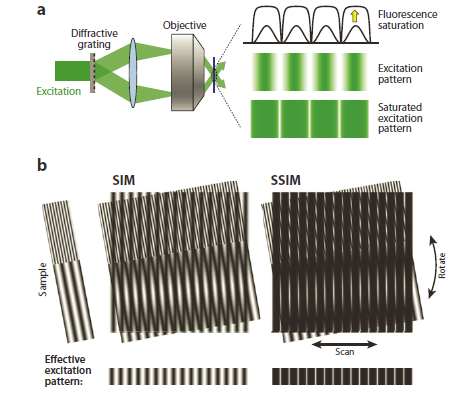 a
Diffractive
grating
Objective
Excitation
Fluorescence
saturation
Excitation
pattern
Saturated
excitation
pattern
b
SIM
SSIM
Sample
Rotate
Scan
Effective
excitation
pattern: